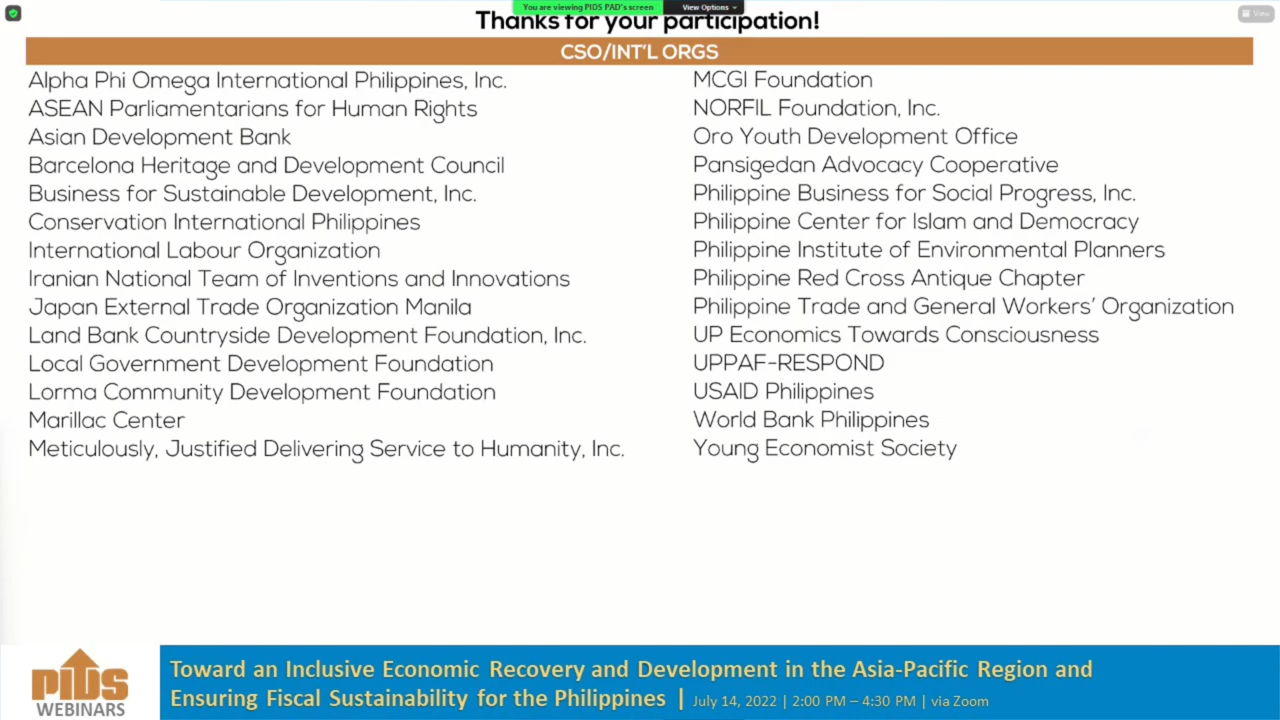 You are viewing PIDS PAD's screen
View Options
View
Thanks for your participation!
CSO/INT'L ORGS
Alpha Phi Omega International Philippines, Inc.
ASEAN Parliamentarians for Human Rights
Asian Development Bank
Barcelona Heritage and Development Council
Business for Sustainable Development, Inc.
Conservation International Philippines
International Labour Organization
Iranian National Team of Inventions and Innovations
Japan External Trade Organization Manila
Land Bank Countryside Development Foundation, Inc.
Local Government Development Foundation
Lorma Community Development Foundation
Marillac Center
Meticulously, Justified Delivering Service to Humanity, Inc.
MCGI Foundation
NORFIL Foundation, Inc.
Oro Youth Development Office
Pansigedan Advocacy Cooperative
Philippine Business for Social Progress, Inc.
Philippine Center for Islam and Democracy
Philippine Institute of Environmental Planners
Philippine Red Cross Antique Chapter
Philippine Trade and General Workers' Organization
UP Economics Towards Consciousness
UPPAF-RESPOND
USAID Philippines
World Bank Philippines
Young Economist Society
PIDS
WEBINARS
Toward an Inclusive Economic Recovery and Development in the Asia-Pacific Region and
Ensuring Fiscal Sustainability for the Philippines | July 14, 2022 | 2:00 PM – 4:30 PM | via Zoom